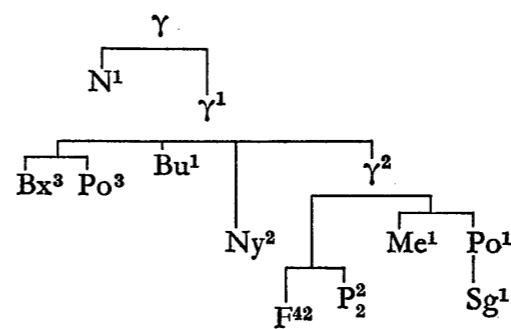 γ
N¹
γ¹
Bx³ Po³ Bu¹ γ²
Ny² Me¹ Po¹
F⁴² P₂² Sg¹